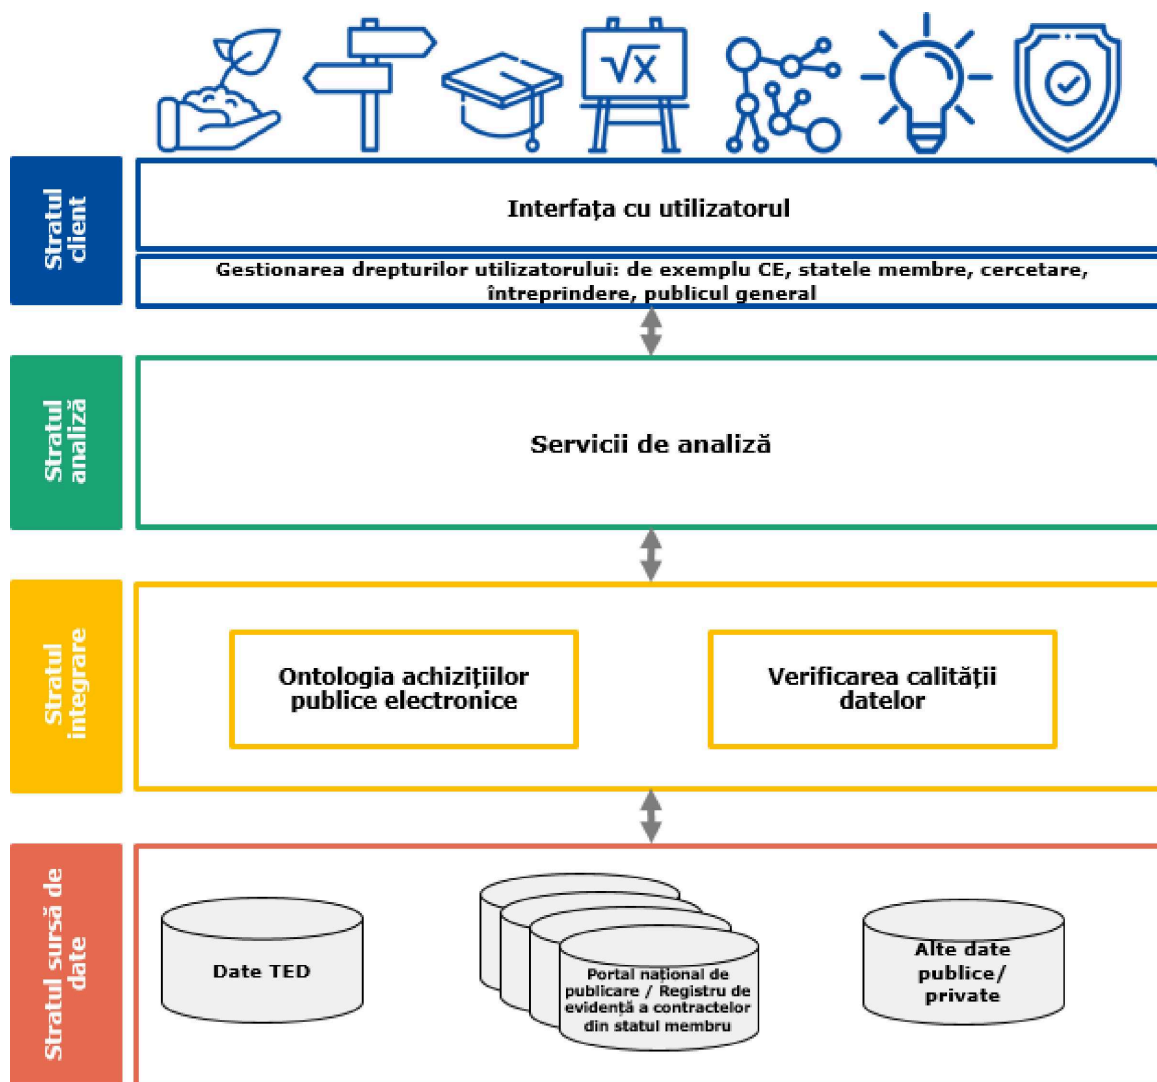 √x
Stratul
client
Interfața cu utilizatorul
Gestionarea drepturilor utilizatorului: de exemplu CE, statele membre, cercetare,
întreprindere, publicul general
Stratul
analiză
Servicii de analiză
Stratul
integrare
Ontologia achizițiilor
publice electronice
Verificarea calității
datelor
Stratul sursă de
date
Date TED
Portal național de
publicare / Registru de
evidență a contractelor
din statul membru
Alte date
publice/
private